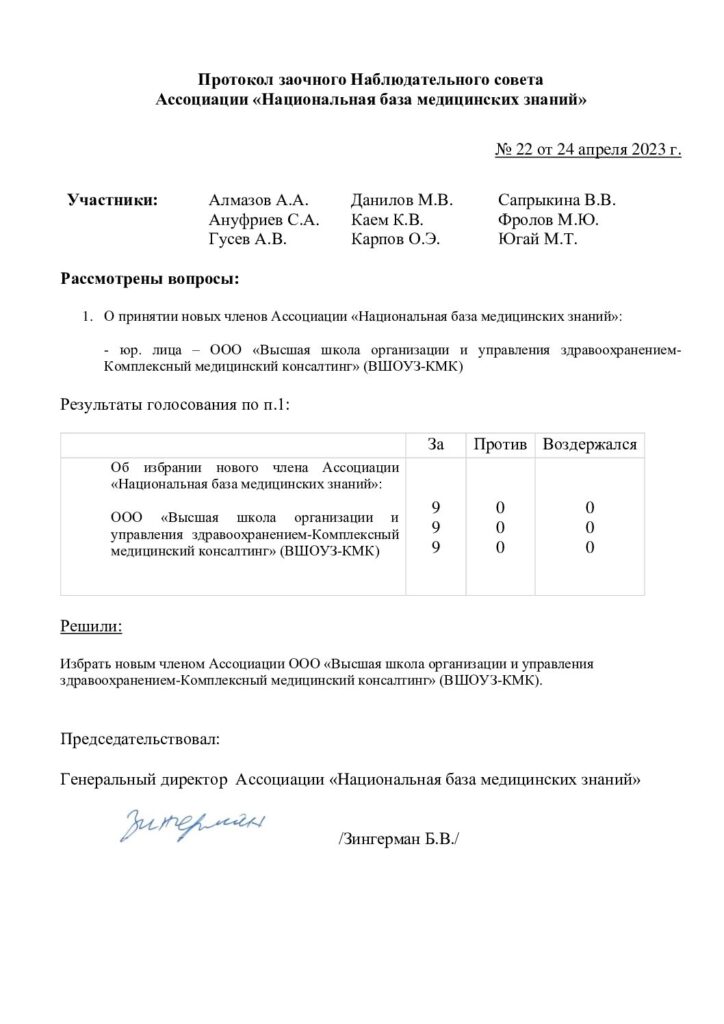 Протокол заочного Наблюдательного совета
Ассоциации «Национальная база медицинских знаний»
№ 22 от 24 апреля 2023 г.
Участники: Алмазов А.А. Данилов М.В. Сапрыкина В.В.
Ануфриев С.А. Каем К.В. Фролов М.Ю.
Гусев А.В. Карпов О.Э. Югай М.Т.
Рассмотрены вопросы:
1. О принятии новых членов Ассоциации «Национальная база медицинских знаний»:
- юр. лица – ООО «Высшая школа организации и управления здравоохранением-
Комплексный медицинский консалтинг» (ВШОУЗ-КМК)
Результаты голосования по п.1:
За Против Воздержался
Об избрании нового члена Ассоциации
«Национальная база медицинских знаний»:
ООО «Высшая школа организации и
управления здравоохранением-Комплексный
медицинский консалтинг» (ВШОУЗ-КМК)
9 0 0
9 0 0
9 0 0
Решили:
Избрать новым членом Ассоциации ООО «Высшая школа организации и управления
здравоохранением-Комплексный медицинский консалтинг» (ВШОУЗ-КМК).
Председательствовал:
Генеральный директор Ассоциации «Национальная база медицинских знаний»
Зингерман
/Зингерман Б.В./